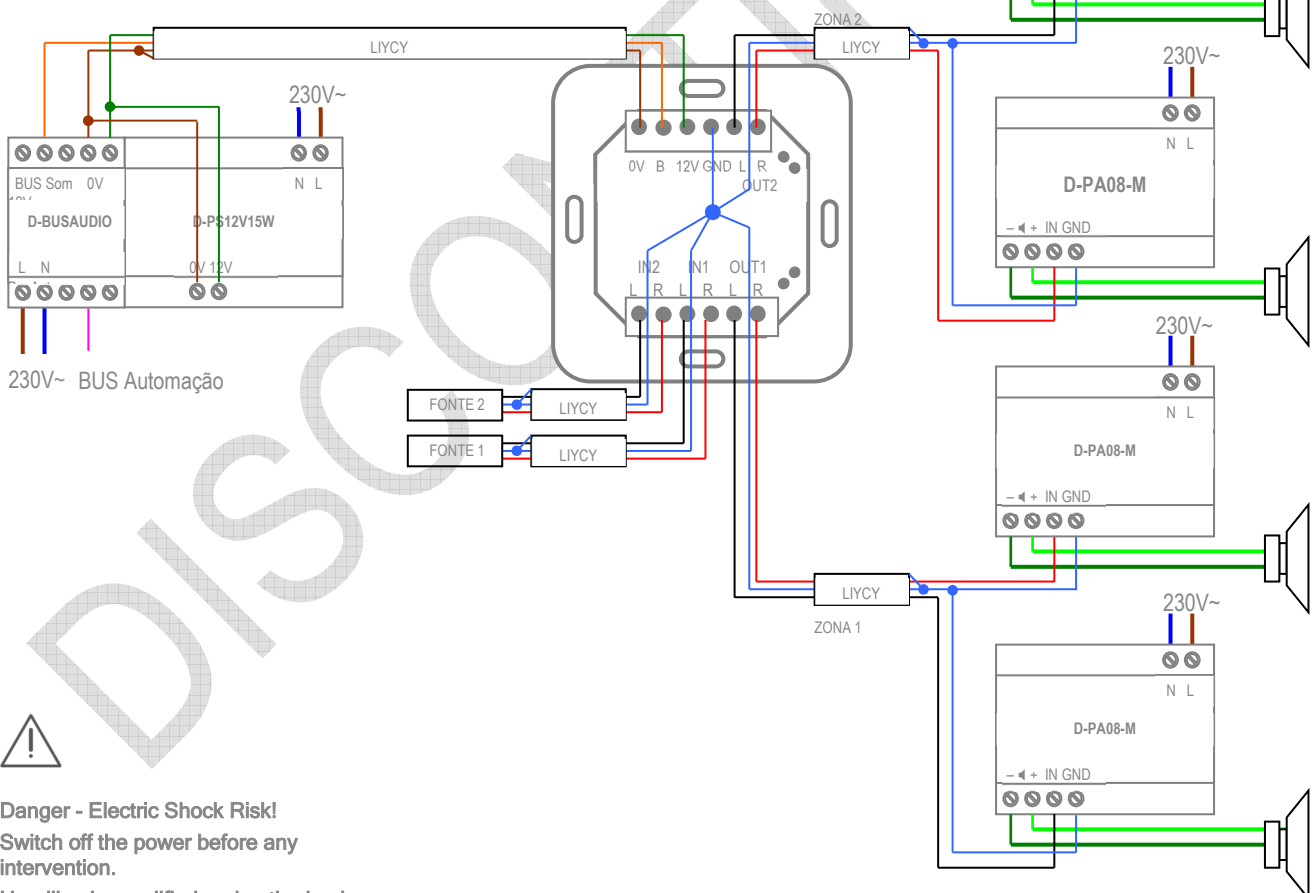 ZONA 2
LIYCY
LIYCY
230V~
N L
D-PA08-M
– + IN GND
230V~
BUS Som 0V
N L
D-BUSAUDIO
D-PS12V15W
L N
0V 12V
230V~ BUS Automação
0V B 12V GND L R
OUT2
IN2 IN1 OUT1
L R L R L R
FONTE 2
LIYCY
FONTE 1
LIYCY
230V~
N L
D-PA08-M
– + IN GND
LIYCY
ZONA 1
230V~
N L
D-PA08-M
– + IN GND
Danger - Electric Shock Risk!
Switch off the power before any
intervention.